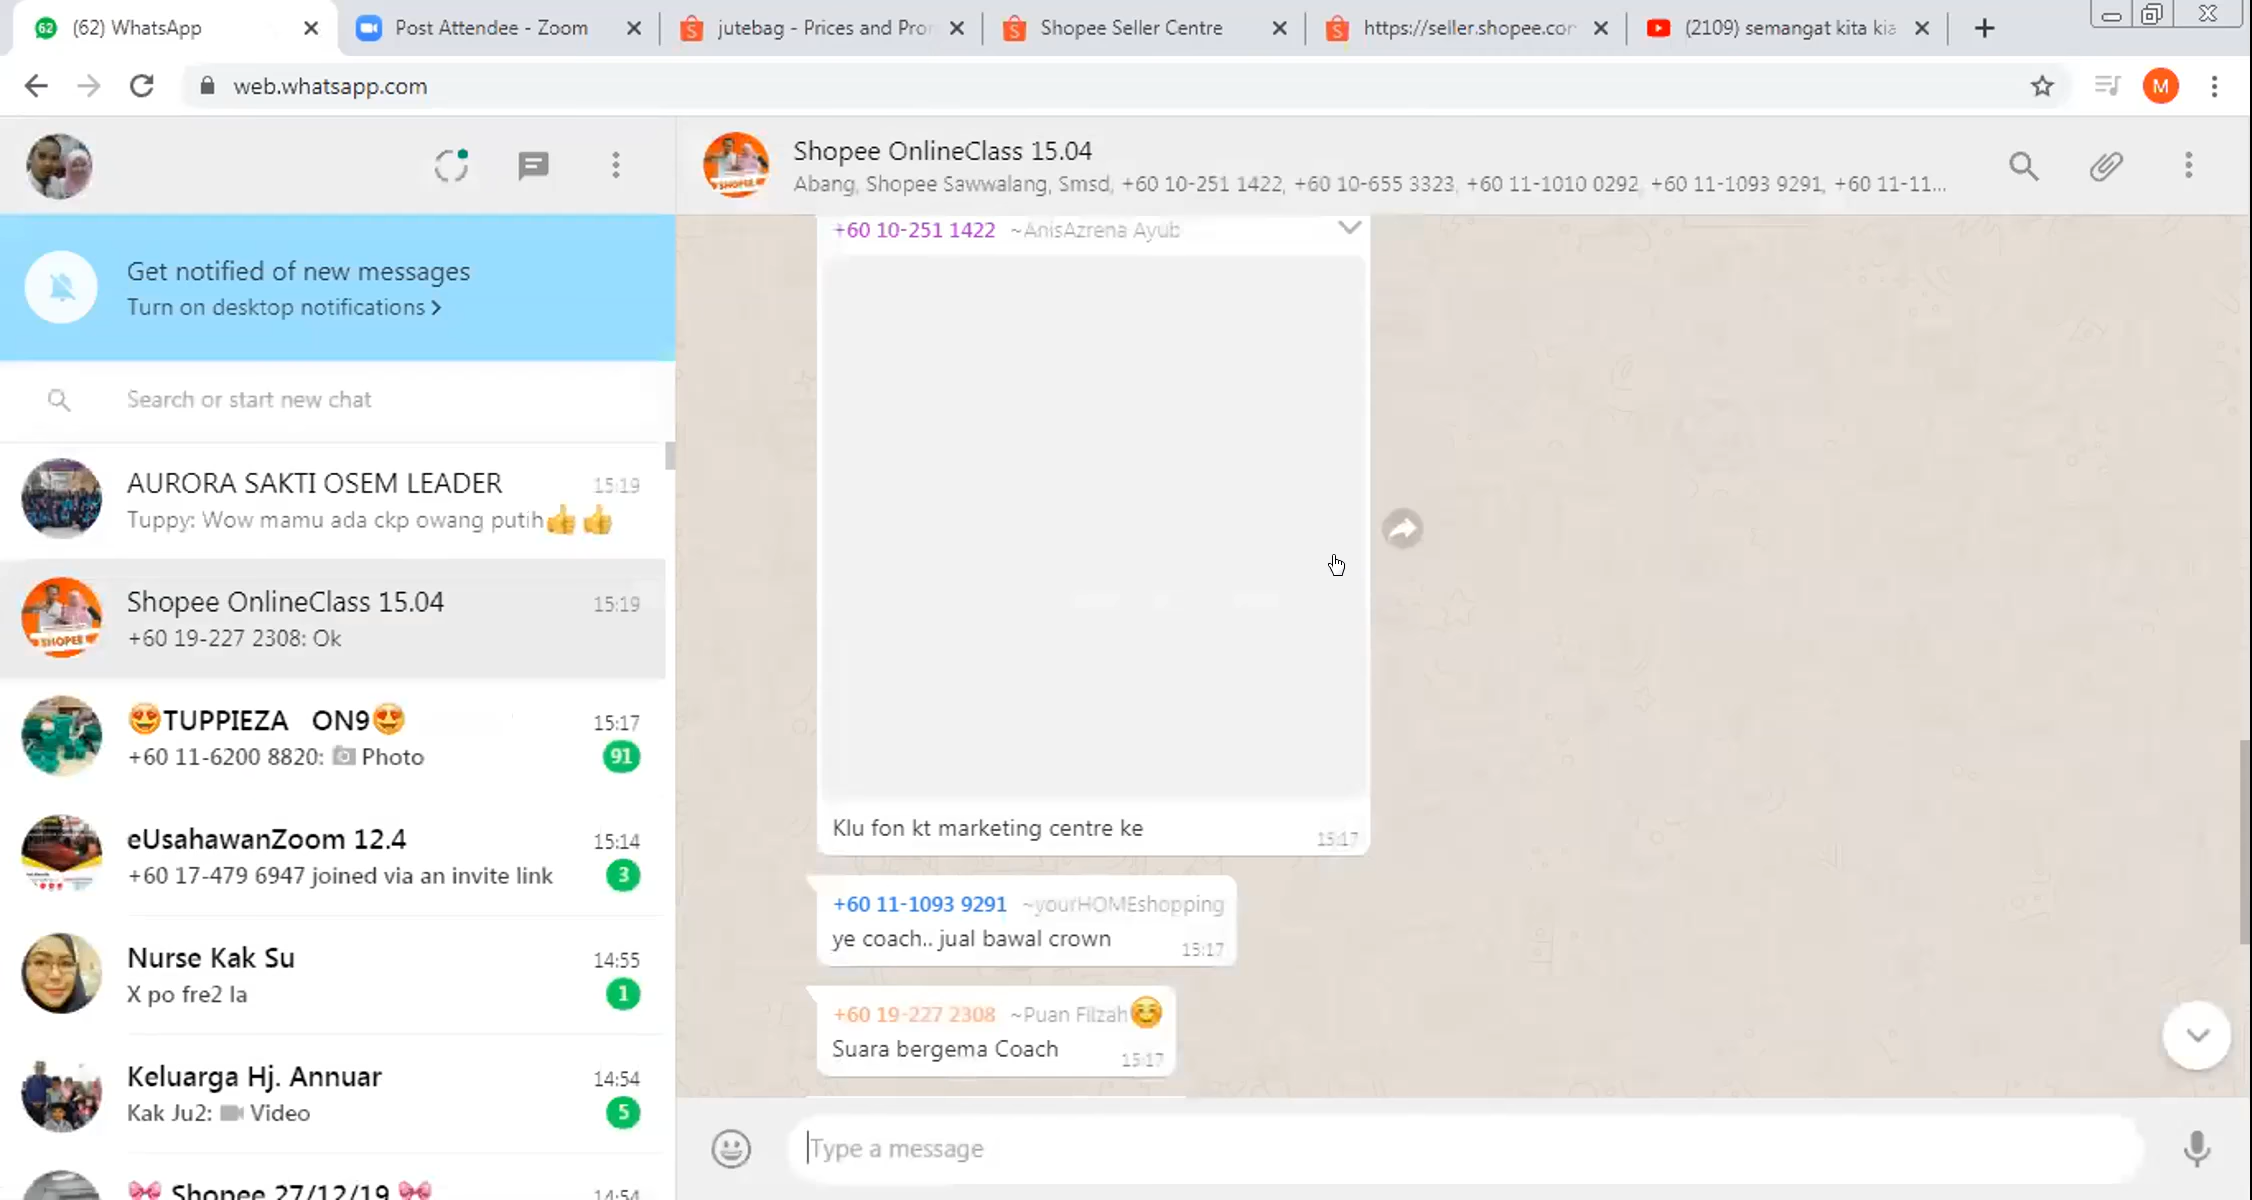 62 (62) WhatsApp
Post Attendee - Zoom
jutebag - Prices and Pro
Shopee Seller Centre
https://seller.shopee.co
(2109) semangat kita kia
web.whatsapp.com
M
Get notified of new messages
Turn on desktop notifications >
Search or start new chat
AURORA SAKTI OSEM LEADER 15:19
Tuppy: Wow mamu ada ckp owang putih👍👍
Shopee OnlineClass 15.04 15:19
+60 19-227 2308: Ok
SHOPEE
😍TUPPIEZA ON9😍 15:17
+60 11-6200 8820: Photo 91
eUsahawanZoom 12.4 15:14
+60 17-479 6947 joined via an invite link 3
Nurse Kak Su 14:55
X po fre2 la 1
Keluarga Hj. Annuar 14:54
Kak Ju2: Video 5
🎀 Shopee 27/12/19 🎀 14:54
Shopee OnlineClass 15.04
Abang, Shopee Sawwalang, Smsd, +60 10-251 1422, +60 10-655 3323, +60 11-1010 0292, +60 11-1093 9291, +60 11-11...
SHOPEE
+60 10-251 1422 ~AnisAzrena Ayub
Klu fon kt marketing centre ke 15:17
+60 11-1093 9291 ~yourHOMEshopping
ye coach.. jual bawal crown 15:17
+60 19-227 2308 ~Puan Filzah😊
Suara bergema Coach 15:17
Type a message